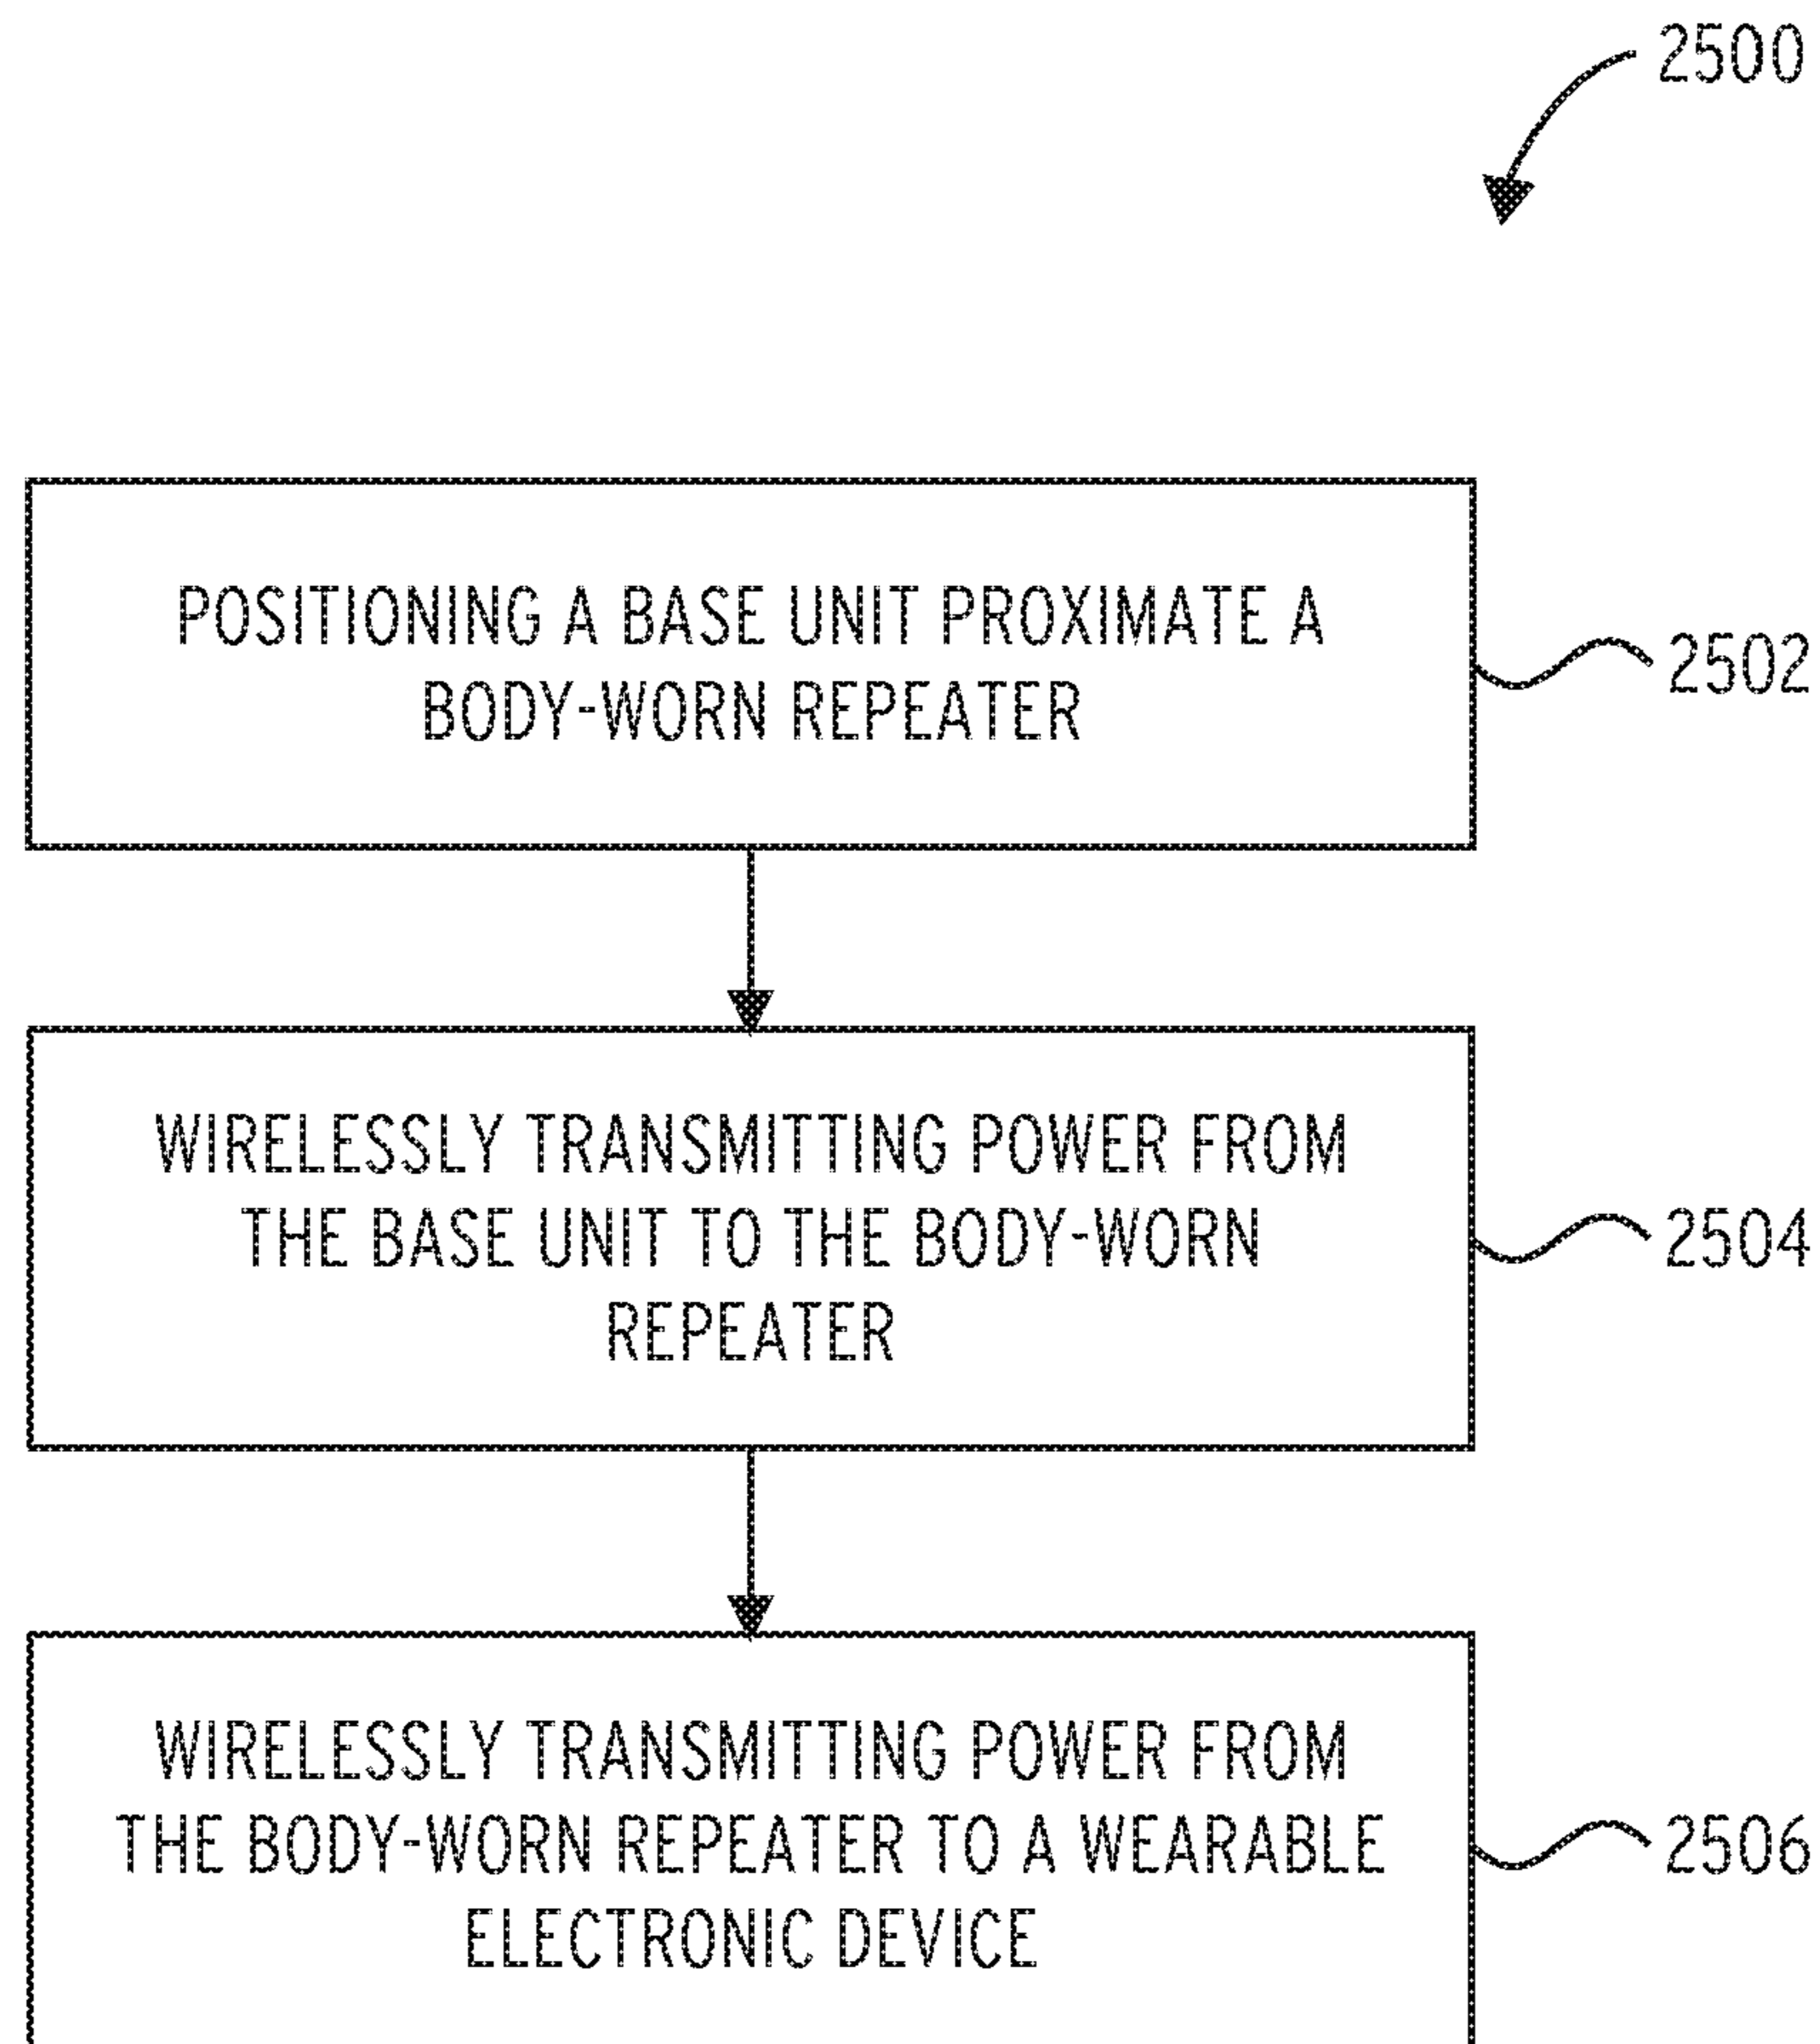 2500
POSITIONING A BASE UNIT PROXIMATE A
BODY-WORN REPEATER
2502
WIRELESSLY TRANSMITTING POWER FROM
THE BASE UNIT TO THE BODY-WORN
REPEATER
2504
WIRELESSLY TRANSMITTING POWER FROM
THE BODY-WORN REPEATER TO A WEARABLE
ELECTRONIC DEVICE
2506